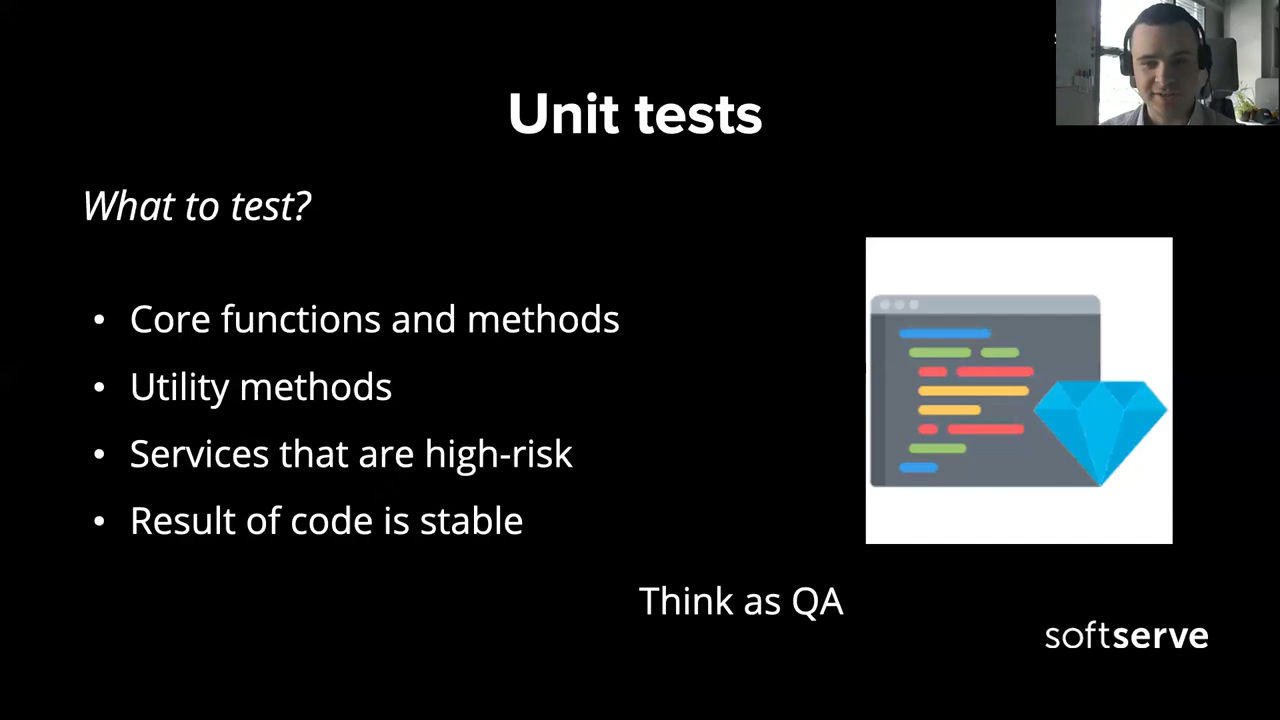 Unit tests
What to test?
• Core functions and methods
• Utility methods
• Services that are high-risk
• Result of code is stable
Think as QA
softserve